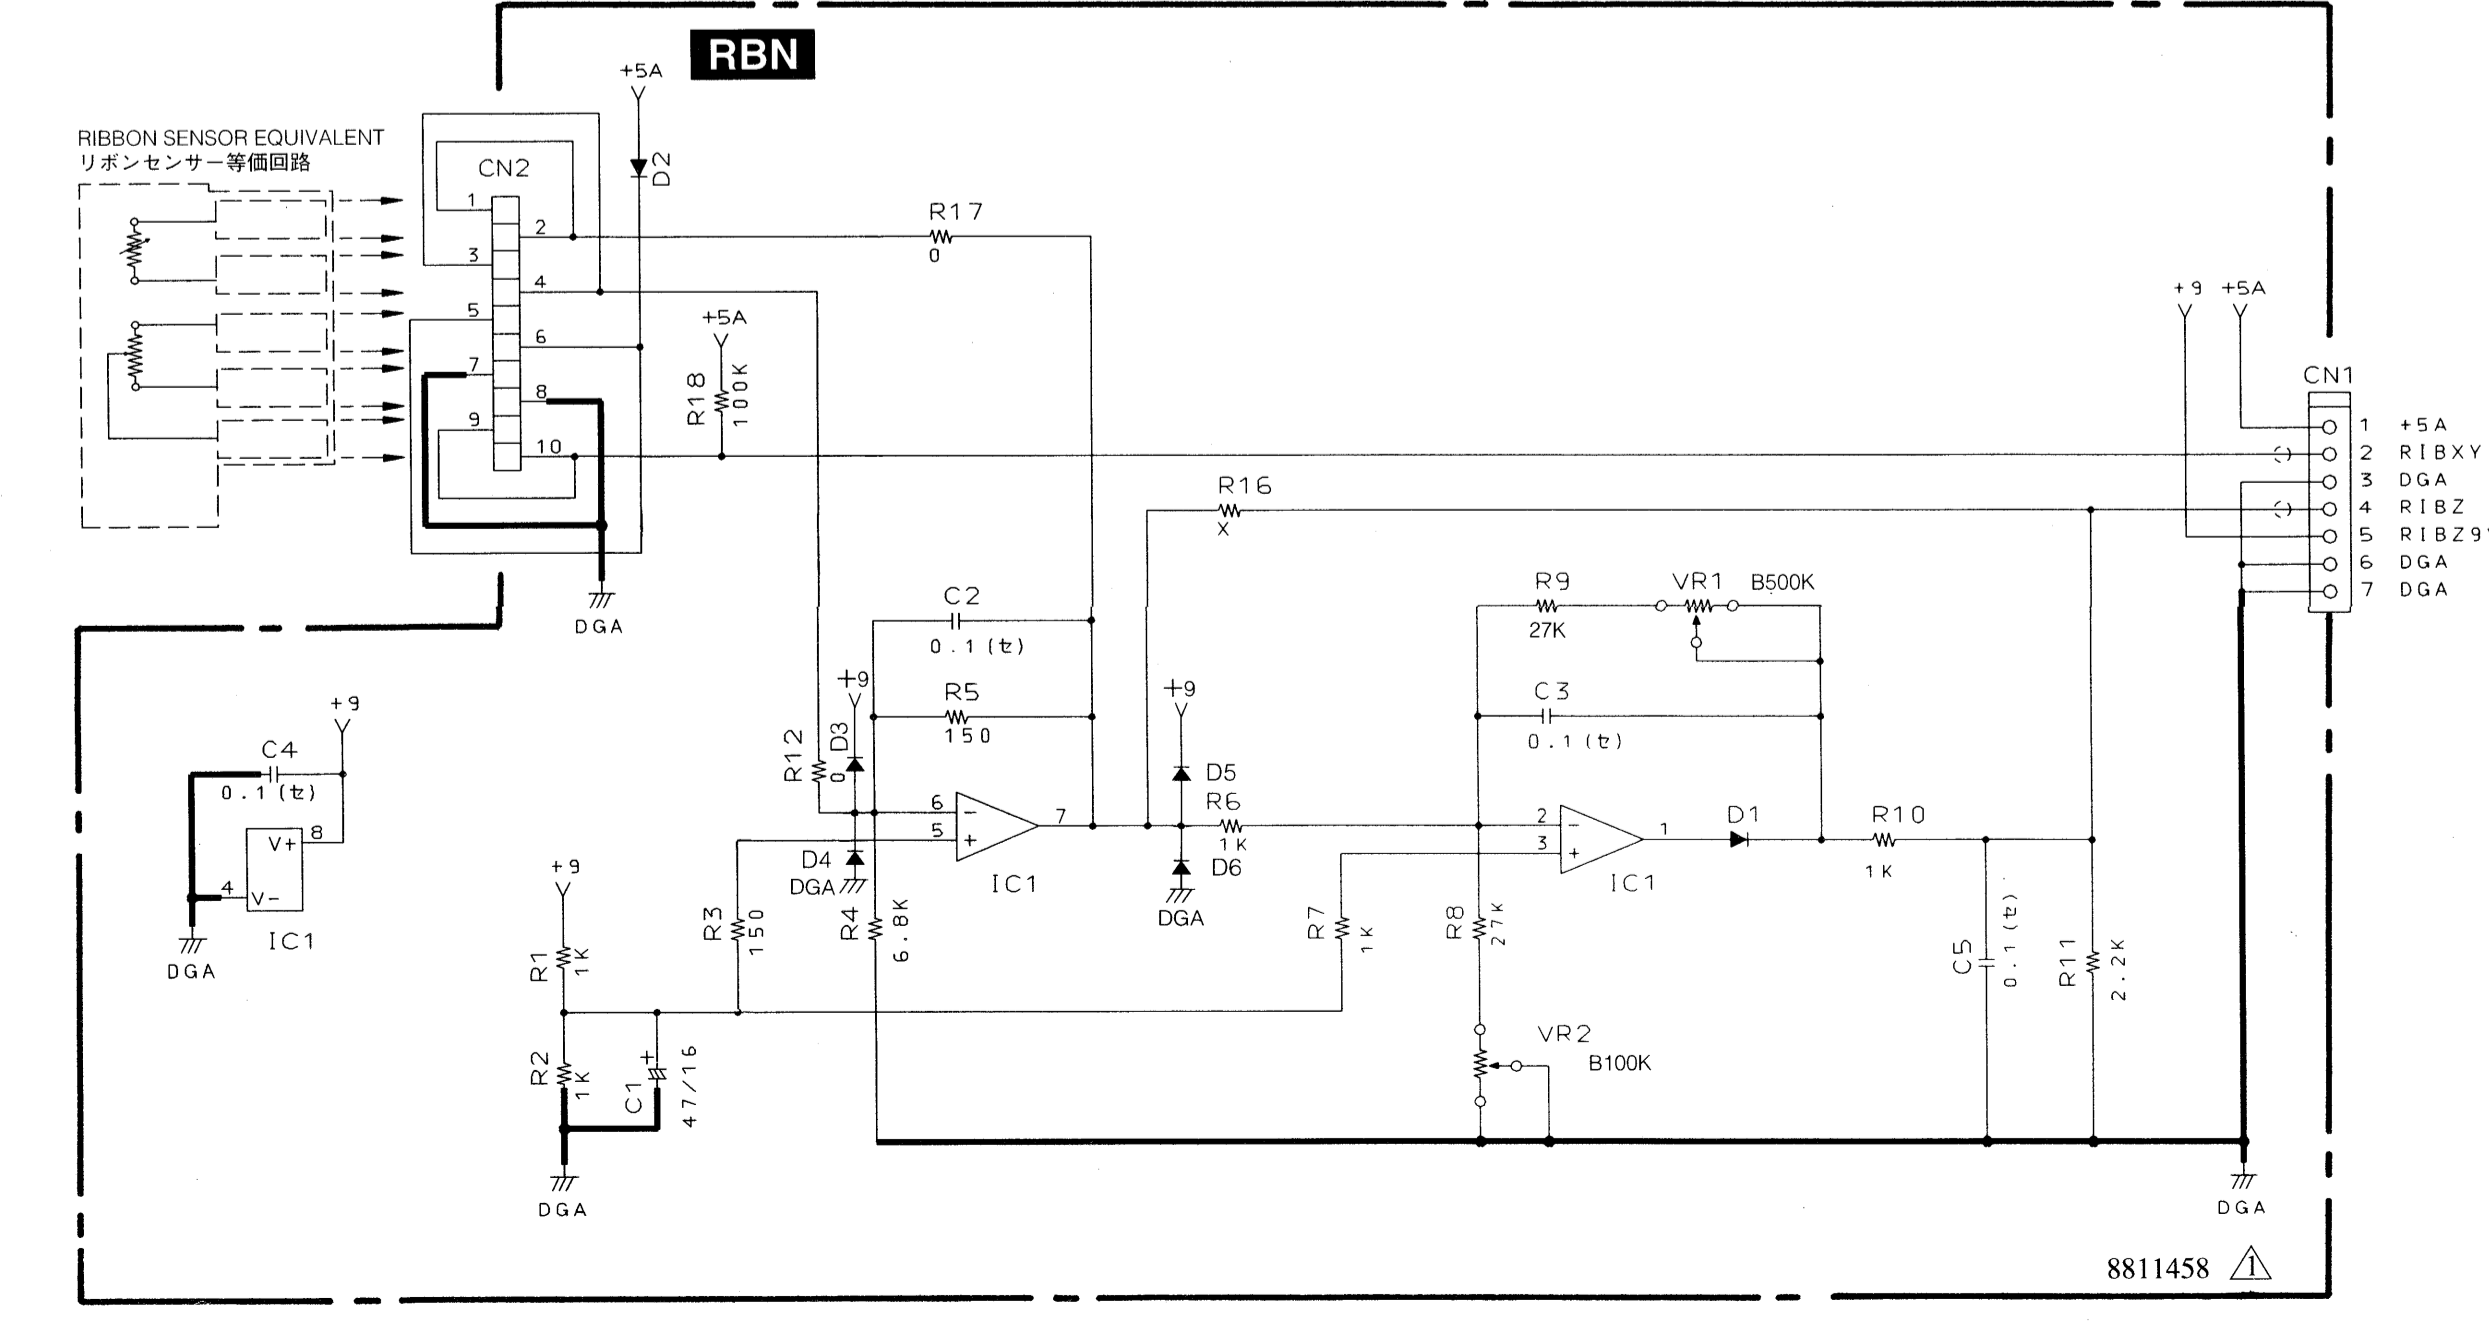 RBN
+5A
RIBBON SENSOR EQUIVALENT
リボンセンサー等価回路
CN2
D2
1
2
3
4
5
6
7
8
9
10
R17
0
+5A
R18
100K
+9
+5A
CN1
1 +5A
2 RIBXY
3 DGA
4 RIBZ
5 RIBZ9
6 DGA
7 DGA
R16
X
DGA
C2
0.1(セ)
R9
27K
VR1
B500K
+9
R5
150
+9
C3
0.1(セ)
R12
0
D3
+9
C4
0.1(セ)
V+
8
4
V-
IC1
DGA
D4
DGA
6
-
5
+
7
IC1
D5
R6
1K
D6
DGA
2
-
3
+
1
IC1
D1
R10
1K
+9
R1
1K
R3
150
R4
6.8K
R7
1K
R8
27K
C5
0.1(セ)
R11
2.2K
R2
1K
+
C1
47/16
VR2
B100K
DGA
DGA
8811458
1